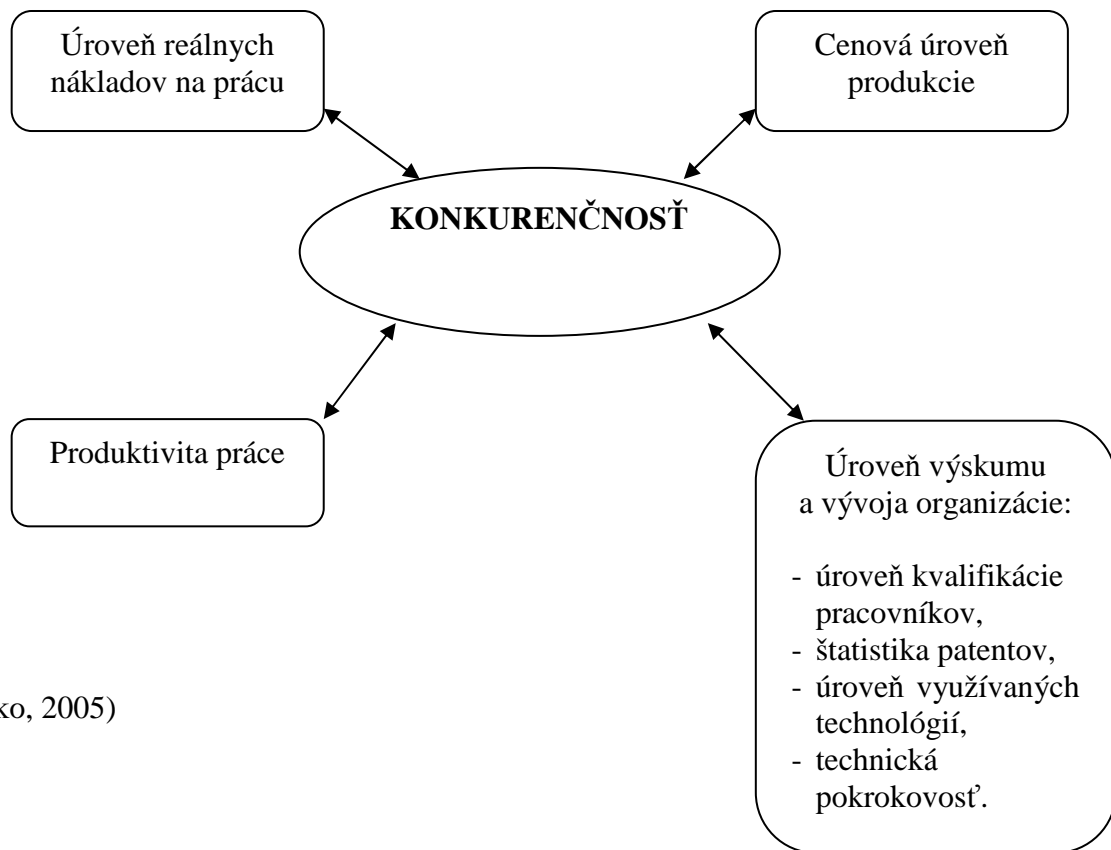 Úroveň reálnych
nákladov na prácu
Cenová úroveň
produkcie
KONKURENČNOSŤ
Produktivita práce
Úroveň výskumu
a vývoja organizácie:
- úroveň kvalifikácie
pracovníkov,
- štatistika patentov,
- úroveň využívaných
technológií,
- technická
pokrokovosť.
ko, 2005)